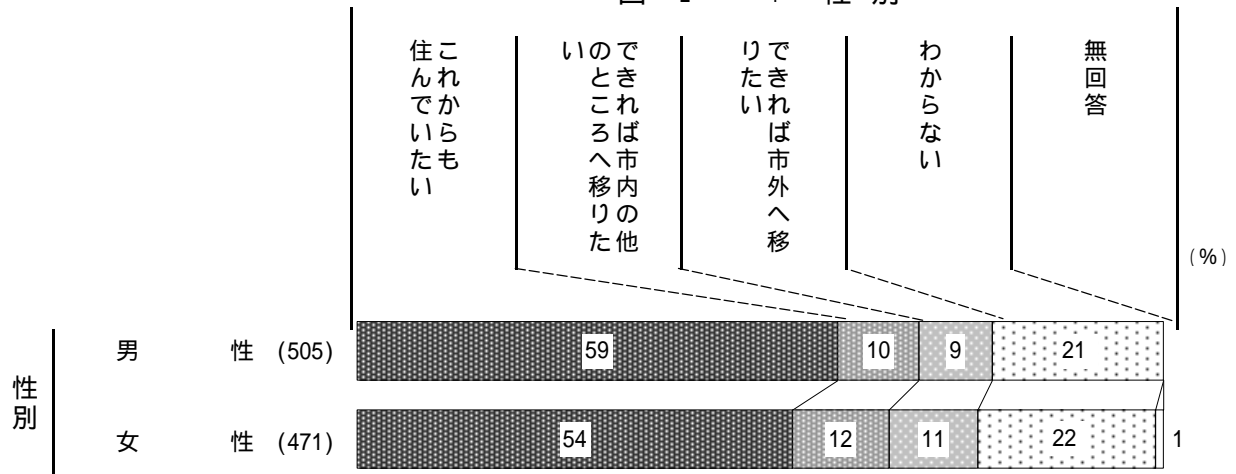 性別
これからも
住んでいたい
できれば市内の他
のところへ移りた
い
できれば市外へ移
りたい
わからない
無回答
(%)
性別
男性 (505)
59
10
9
21
女性 (471)
54
12
11
22
1